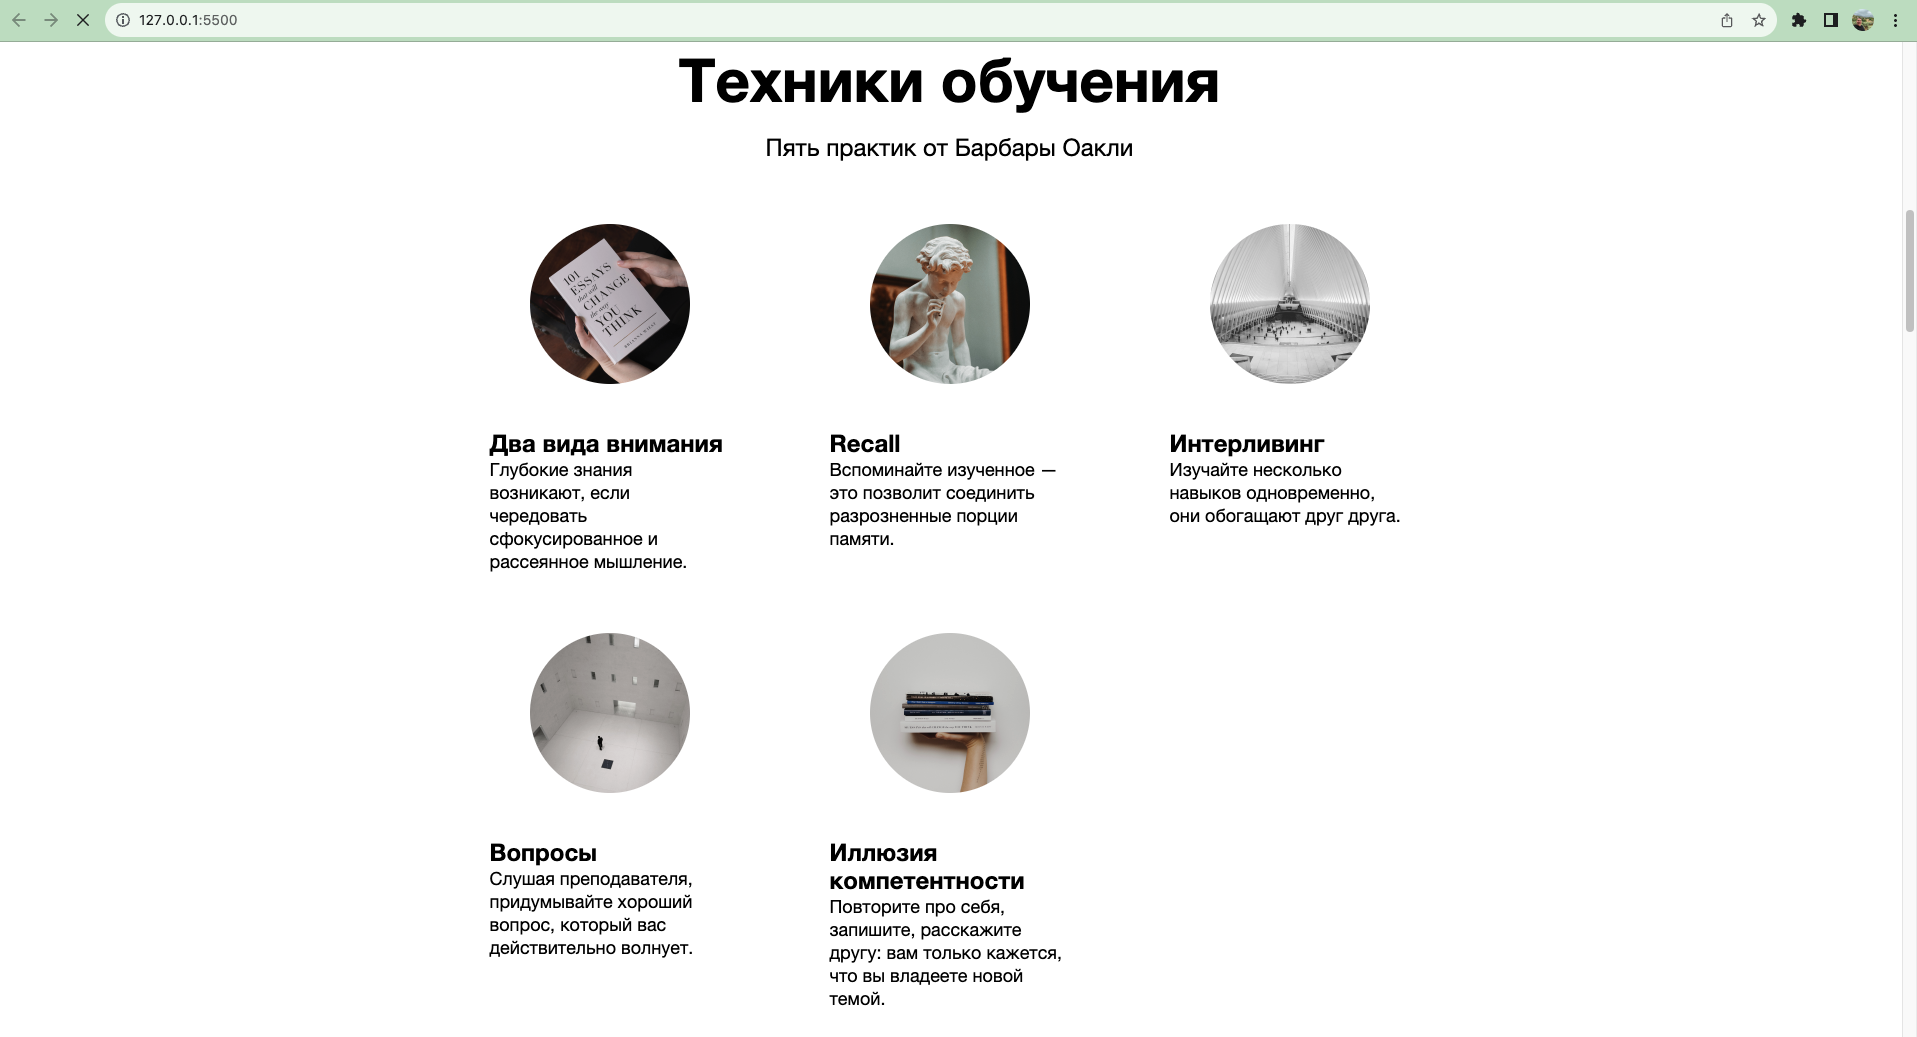 127.0.0.1:5500
Техники обучения
Пять практик от Барбары Оакли
101
ESSAYS
that will
CHANGE
the way
YOU
THINK
BRIANNA WIEST
Два вида внимания
Глубокие знания
возникают, если
чередовать
сфокусированное и
рассеянное мышление.
Recall
Вспоминайте изученное —
это позволит соединить
разрозненные порции
памяти.
Интерливинг
Изучайте несколько
навыков одновременно,
они обогащают друг друга.
Вопросы
Слушая преподавателя,
придумывайте хороший
вопрос, который вас
действительно волнует.
Иллюзия
компетентности
Повторите про себя,
запишите, расскажите
другу: вам только кажется,
что вы владеете новой
темой.